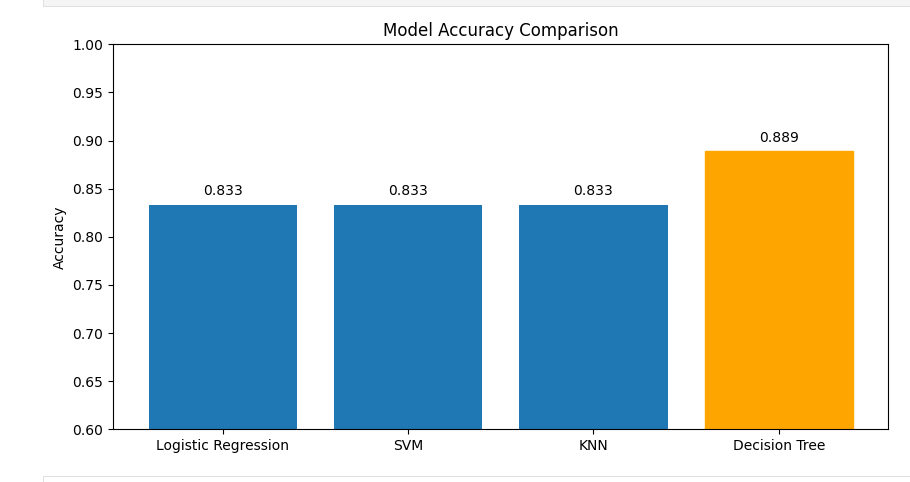 Model Accuracy Comparison
1.00
0.95
0.90
0.85
0.80
0.75
0.70
0.65
0.60
Accuracy
0.833
0.833
0.833
0.889
Logistic Regression
SVM
KNN
Decision Tree